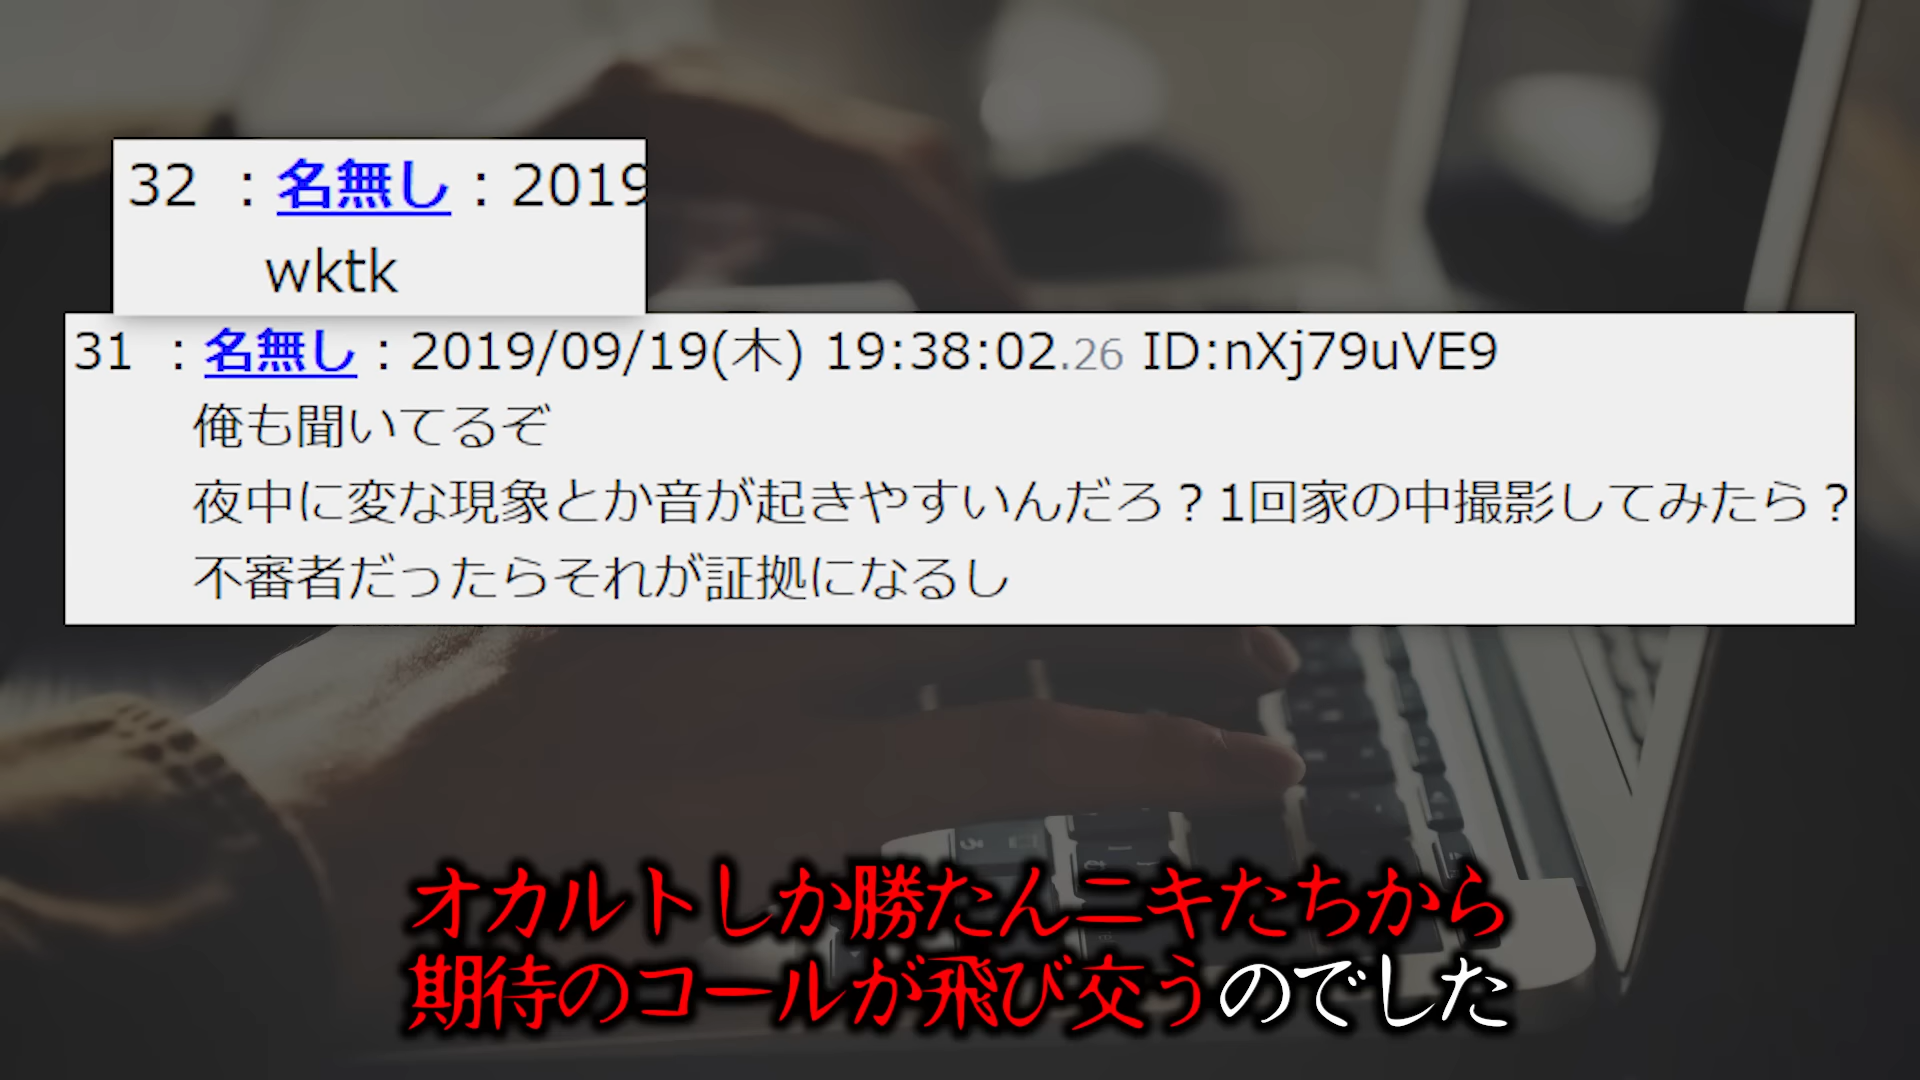 32 ：名無し：2019
wktk
31 ：名無し：2019/09/19(木) 19:38:02.26 ID:nXj79uVE9
俺も聞いてるぞ
夜中に変な現象とか音が起きやすいんだろ？1回家の中撮影してみたら？
不審者だったらそれが証拠になるし
オカルトしか勝たんニキたちから
期待のコールが飛び交うのでした